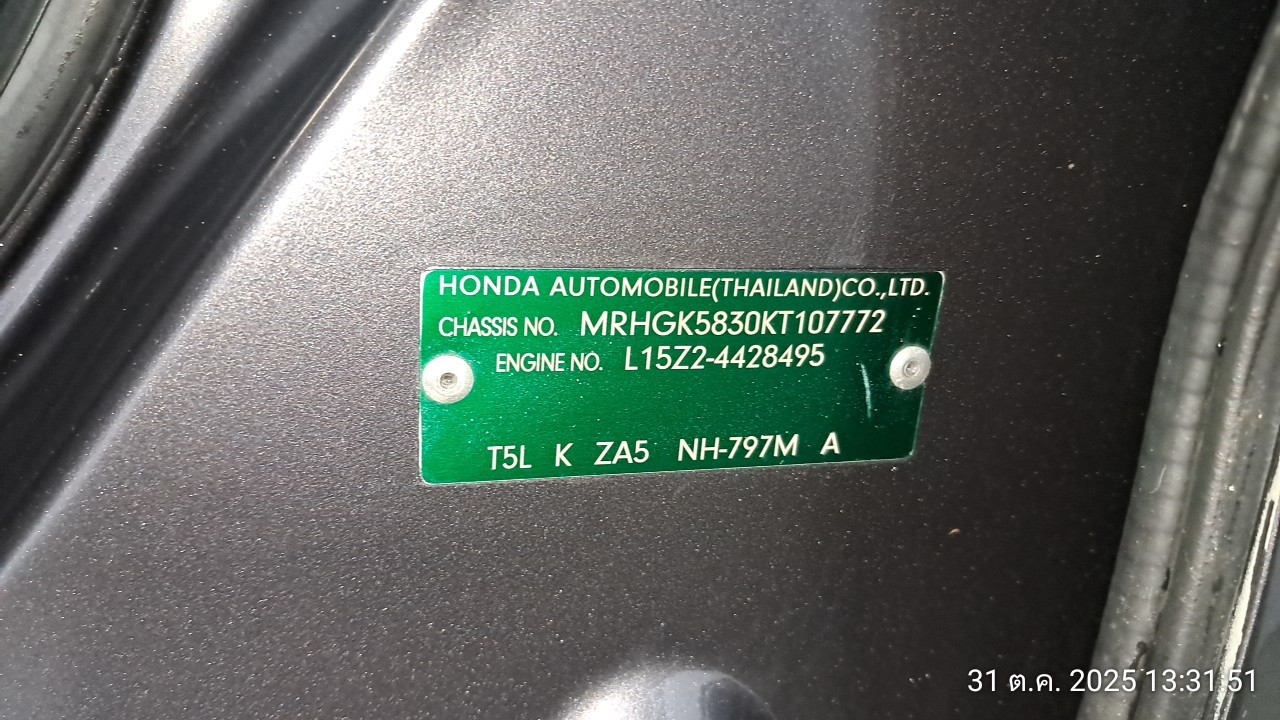 HONDA AUTOMOBILE(THAILAND)CO.,LTD.
CHASSIS NO. MRHGK5830KT107772
ENGINE NO. L15Z2-4428495
T5L K ZA5 NH-797M A
31 ต.ค. 2025 13:31:51